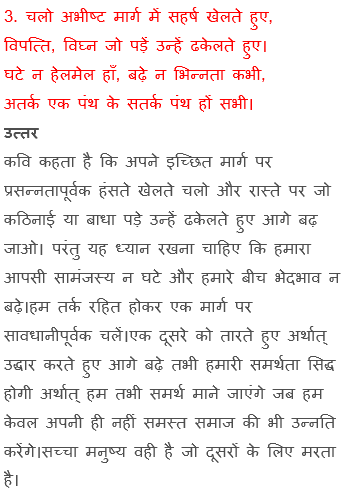 3. चलो अभीष्ट मार्ग में सहर्ष खेलते हुए,
विपत्ति, विघ्न जो पड़ें उन्हें ढकेलते हुए।
घटे न हेलमेल हाँ, बढ़े न भिन्नता कभी,
अतर्क एक पंथ के सतर्क पंथ हों सभी।
उत्तर
कवि कहता है कि अपने इच्छित मार्ग पर
प्रसन्नतापूर्वक हंसते खेलते चलो और रास्ते पर जो
कठिनाई या बाधा पड़े उन्हें ढकेलते हुए आगे बढ़
जाओ। परंतु यह ध्यान रखना चाहिए कि हमारा
आपसी सामंजस्य न घटे और हमारे बीच भेदभाव न
बढ़े।हम तर्क रहित होकर एक मार्ग पर
सावधानीपूर्वक चलें।एक दूसरे को तारते हुए अर्थात्
उद्धार करते हुए आगे बढ़े तभी हमारी समर्थता सिद्ध
होगी अर्थात् हम तभी समर्थ माने जाएंगे जब हम
केवल अपनी ही नहीं समस्त समाज की भी उन्नति
करेंगे।सच्चा मनुष्य वही है जो दूसरों के लिए मरता
है।